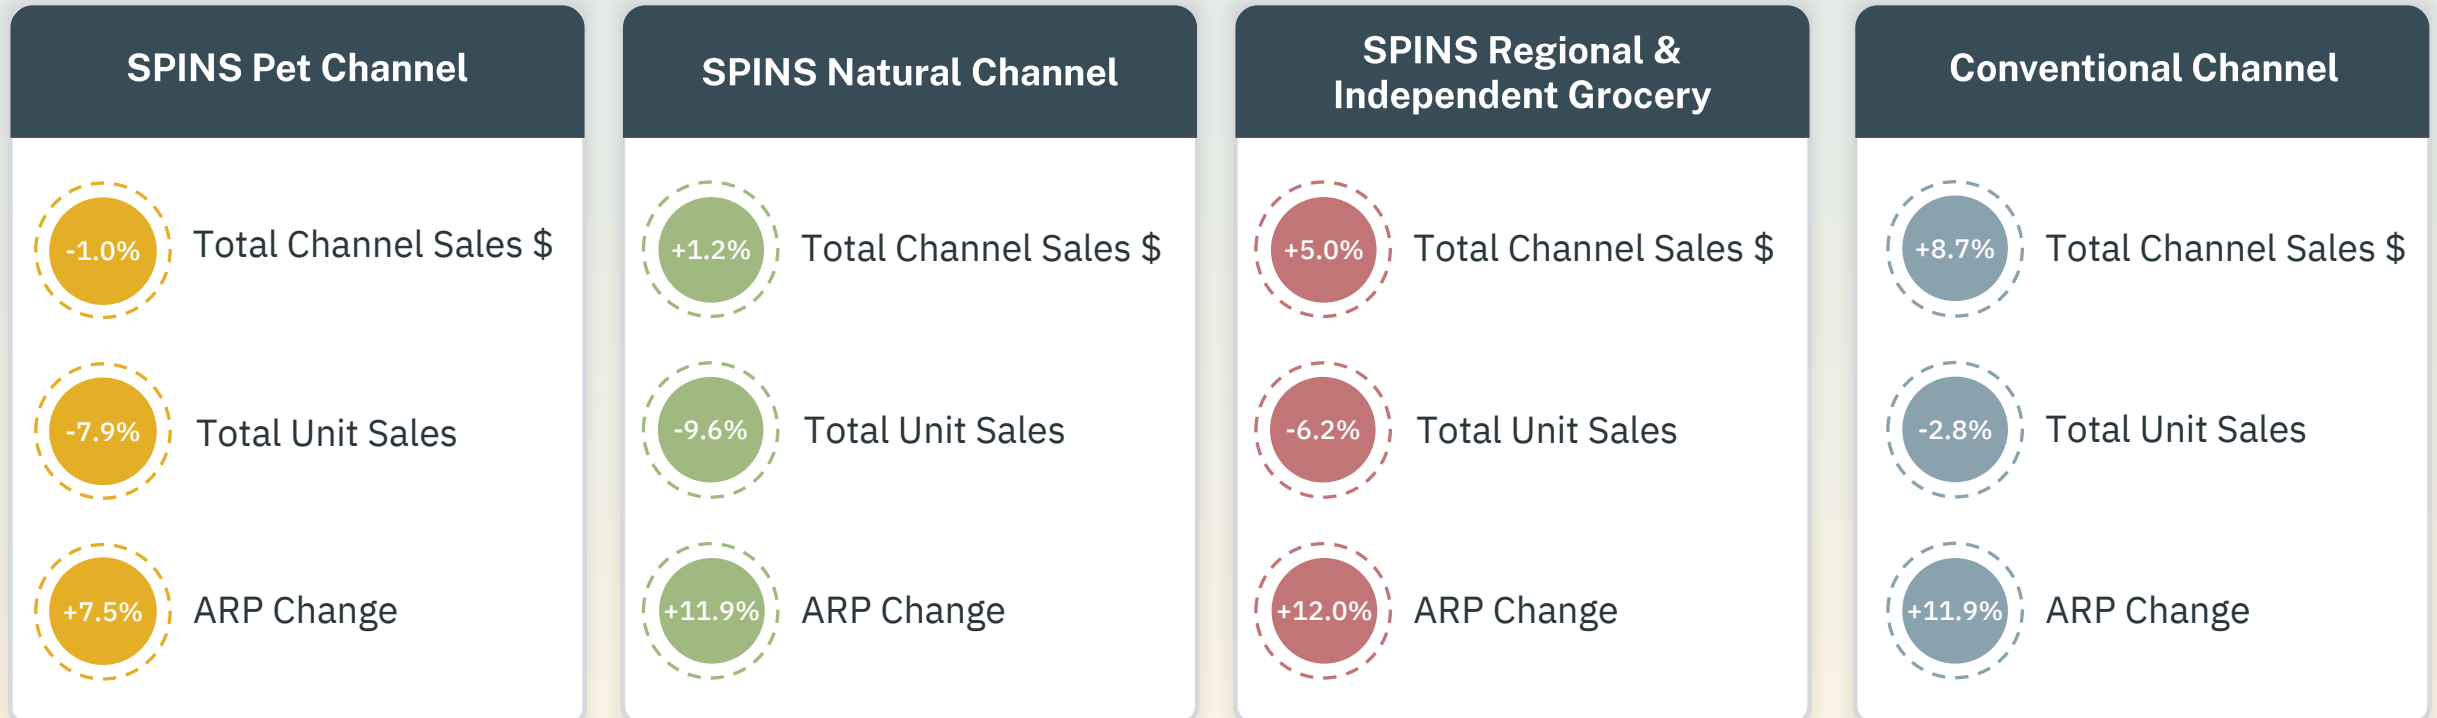 SPINS Pet Channel
-1.0%
Total Channel Sales $
-7.9%
Total Unit Sales
+7.5%
ARP Change
SPINS Natural Channel
+1.2%
Total Channel Sales $
-9.6%
Total Unit Sales
+11.9%
ARP Change
SPINS Regional &
Independent Grocery
+5.0%
Total Channel Sales $
-6.2%
Total Unit Sales
+12.0%
ARP Change
Conventional Channel
+8.7%
Total Channel Sales $
-2.8%
Total Unit Sales
+11.9%
ARP Change